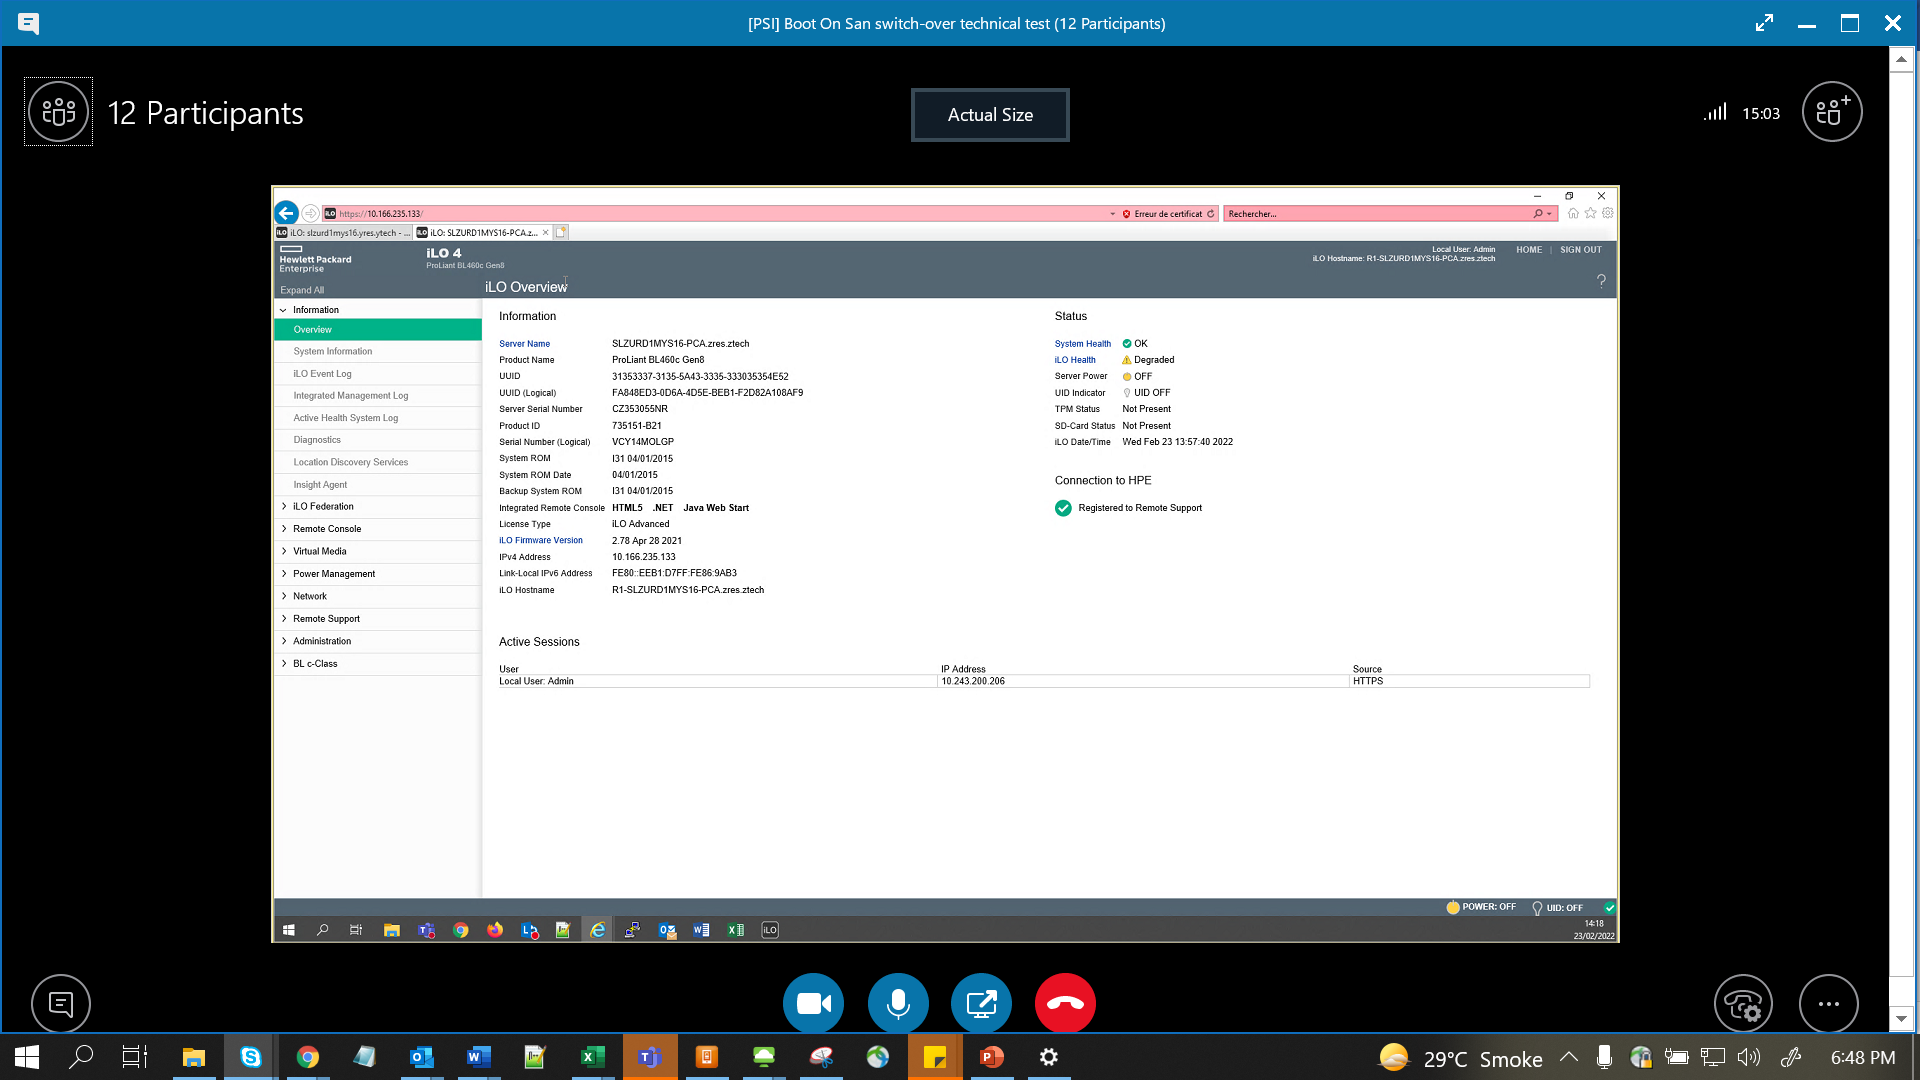 [PSI] Boot On San switch-over technical test (12 Participants)
12 Participants
Actual Size
15:03
https://10.166.235.133/
Erreur de certificat
Rechercher...
iLO: slzurd1mys16.yres.ytech - ...
iLO: SLZURD1MYS16-PCA.z...
Hewlett Packard
Enterprise
iLO 4
ProLiant BL460c Gen8
Local User: Admin
iLO Hostname: R1-SLZURD1MYS16-PCA.zres.ztech
HOME | SIGN OUT
Expand All
iLO Overview
?
Information
Overview
System Information
iLO Event Log
Integrated Management Log
Active Health System Log
Diagnostics
Location Discovery Services
Insight Agent
iLO Federation
Remote Console
Virtual Media
Power Management
Network
Remote Support
Administration
BL c-Class
Information
Server Name SLZURD1MYS16-PCA.zres.ztech
Product Name ProLiant BL460c Gen8
UUID 31353337-3135-5A43-3335-333035354E52
UUID (Logical) FA848ED3-0D6A-4D5E-BEB1-F2D82A108AF9
Server Serial Number CZ353055NR
Product ID 735151-B21
Serial Number (Logical) VCY14MOLGP
System ROM I31 04/01/2015
System ROM Date 04/01/2015
Backup System ROM I31 04/01/2015
Integrated Remote Console HTML5 .NET Java Web Start
License Type iLO Advanced
iLO Firmware Version 2.78 Apr 28 2021
IPv4 Address 10.166.235.133
Link-Local IPv6 Address FE80::EEB1:D7FF:FE86:9AB3
iLO Hostname R1-SLZURD1MYS16-PCA.zres.ztech
Status
System Health OK
iLO Health Degraded
Server Power OFF
UID Indicator UID OFF
TPM Status Not Present
SD-Card Status Not Present
iLO Date/Time Wed Feb 23 13:57:40 2022
Connection to HPE
Registered to Remote Support
Active Sessions
User IP Address Source
Local User: Admin 10.243.200.206 HTTPS
POWER: OFF UID: OFF
14:18
23/02/2022
29°C Smoke
6:48 PM